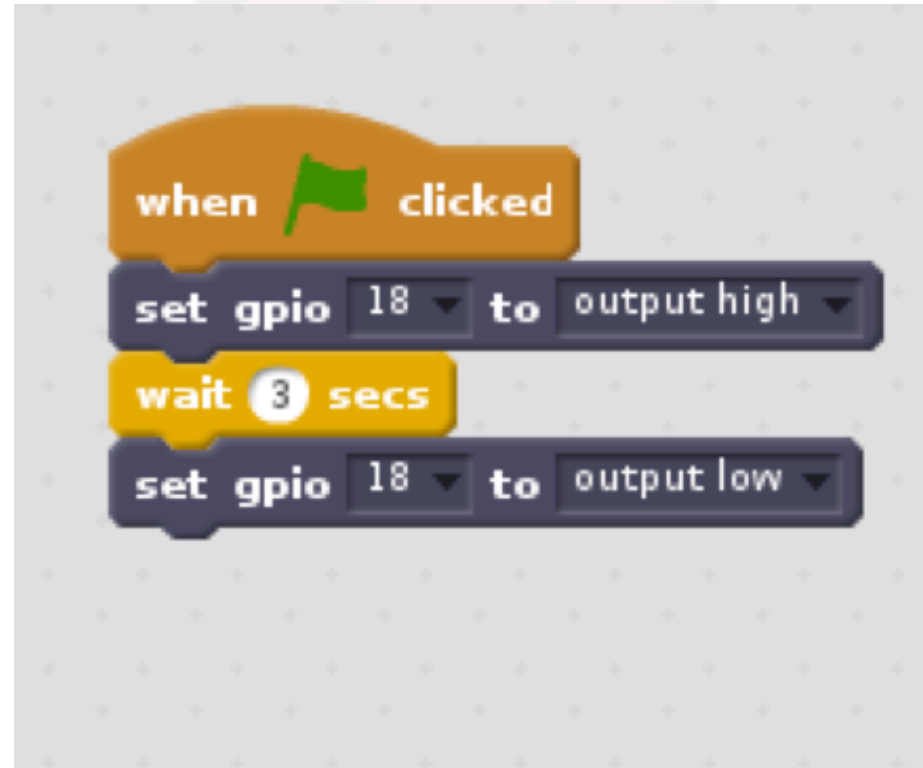 when clicked
set gpio 18 to output high
wait 3 secs
set gpio 18 to output low